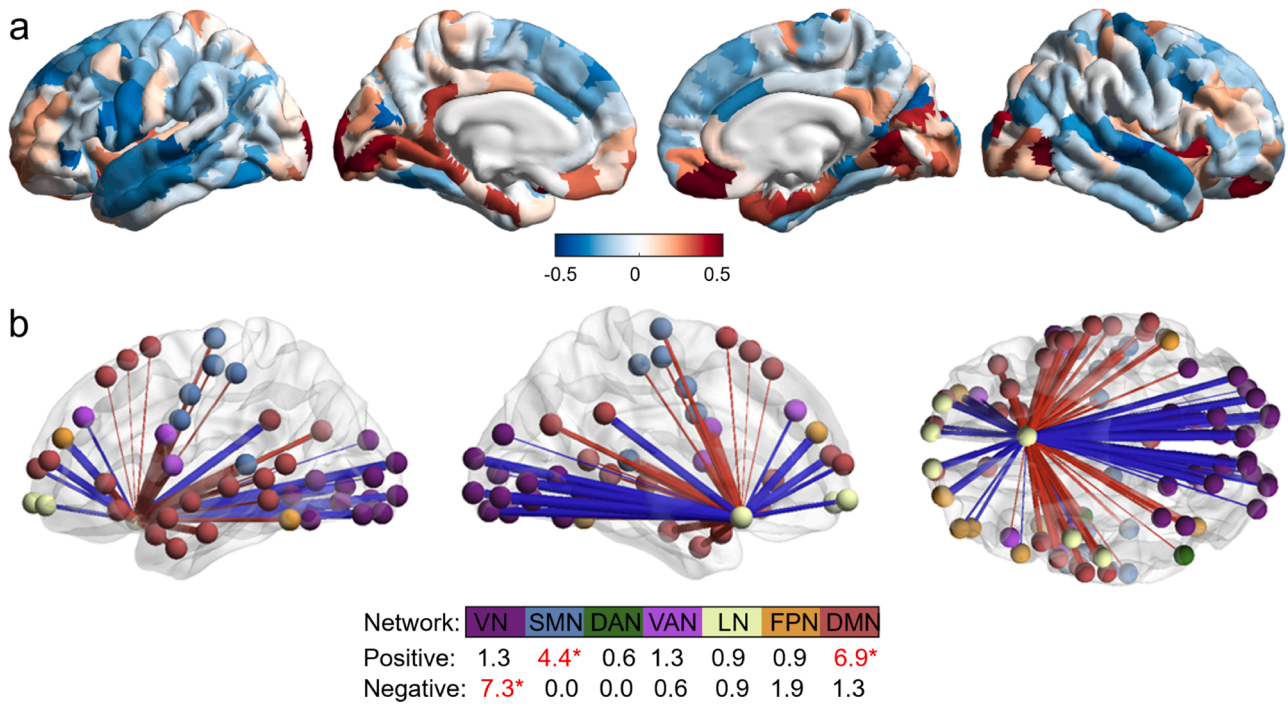 a
-0.5 0 0.5
b
Network: VN SMN DAN VAN LN FPN DMN
Positive: 1.3 4.4* 0.6 1.3 0.9 0.9 6.9*
Negative: 7.3* 0.0 0.0 0.6 0.9 1.9 1.3